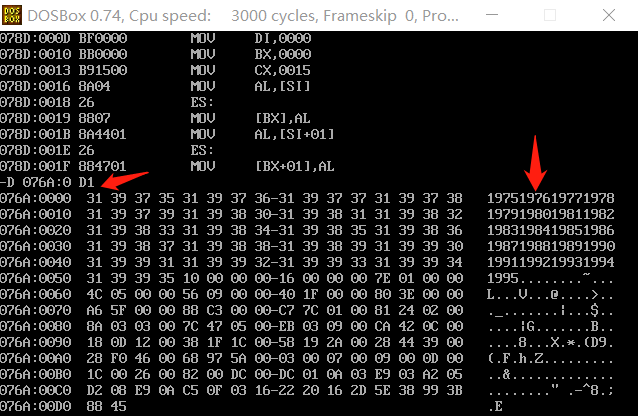 DOSBox 0.74, Cpu speed: 3000 cycles, Frameskip 0, Pro...
078D:000D BF0000 MOV DI,0000
078D:0010 BB0000 MOV BX,0000
078D:0013 B91500 MOV CX,0015
078D:0016 8A04 MOV AL,[SI]
078D:0018 26 ES:
078D:0019 8807 MOV [BX],AL
078D:001B 8A4401 MOV AL,[SI+01]
078D:001E 26 ES:
078D:001F 884701 MOV [BX+01],AL
-D 076A:0 D1
076A:0000 31 39 37 35 31 39 37 36-31 39 37 37 31 39 37 38 1975197619771978
076A:0010 31 39 37 39 31 39 38 30-31 39 38 31 31 39 38 32 1979198019811982
076A:0020 31 39 38 33 31 39 38 34-31 39 38 35 31 39 38 36 1983198419851986
076A:0030 31 39 38 37 31 39 38 38-31 39 38 39 31 39 39 30 1987198819891990
076A:0040 31 39 39 31 31 39 39 32-31 39 39 33 31 39 39 34 1991199219931994
076A:0050 31 39 39 35 10 00 00 00-16 00 00 00 7E 01 00 00 1995........~...
076A:0060 4C 05 00 00 56 09 00 00-40 1F 00 00 80 3E 00 00 L...V...@....>..
076A:0070 A6 5F 00 00 88 C3 00 00-C7 7C 01 00 81 24 02 00 ._.......|...$..
076A:0080 8A 03 03 00 7C 47 05 00-EB 03 09 00 CA 42 0C 00 ....|G.......B..
076A:0090 18 0D 12 00 38 1F 1C 00-58 19 2A 00 28 44 39 00 ....8...X.*.(D9.
076A:00A0 28 F0 46 00 68 97 5A 00-03 00 07 00 09 00 0D 00 (.F.h.Z.........
076A:00B0 1C 00 26 00 82 00 DC 00-DC 01 0A 03 E9 03 A2 05 ..&.............
076A:00C0 D2 08 E9 0A C5 0F 03 16-22 20 16 2D 5E 38 99 3B ........" .-^8.;
076A:00D0 88 45 .E